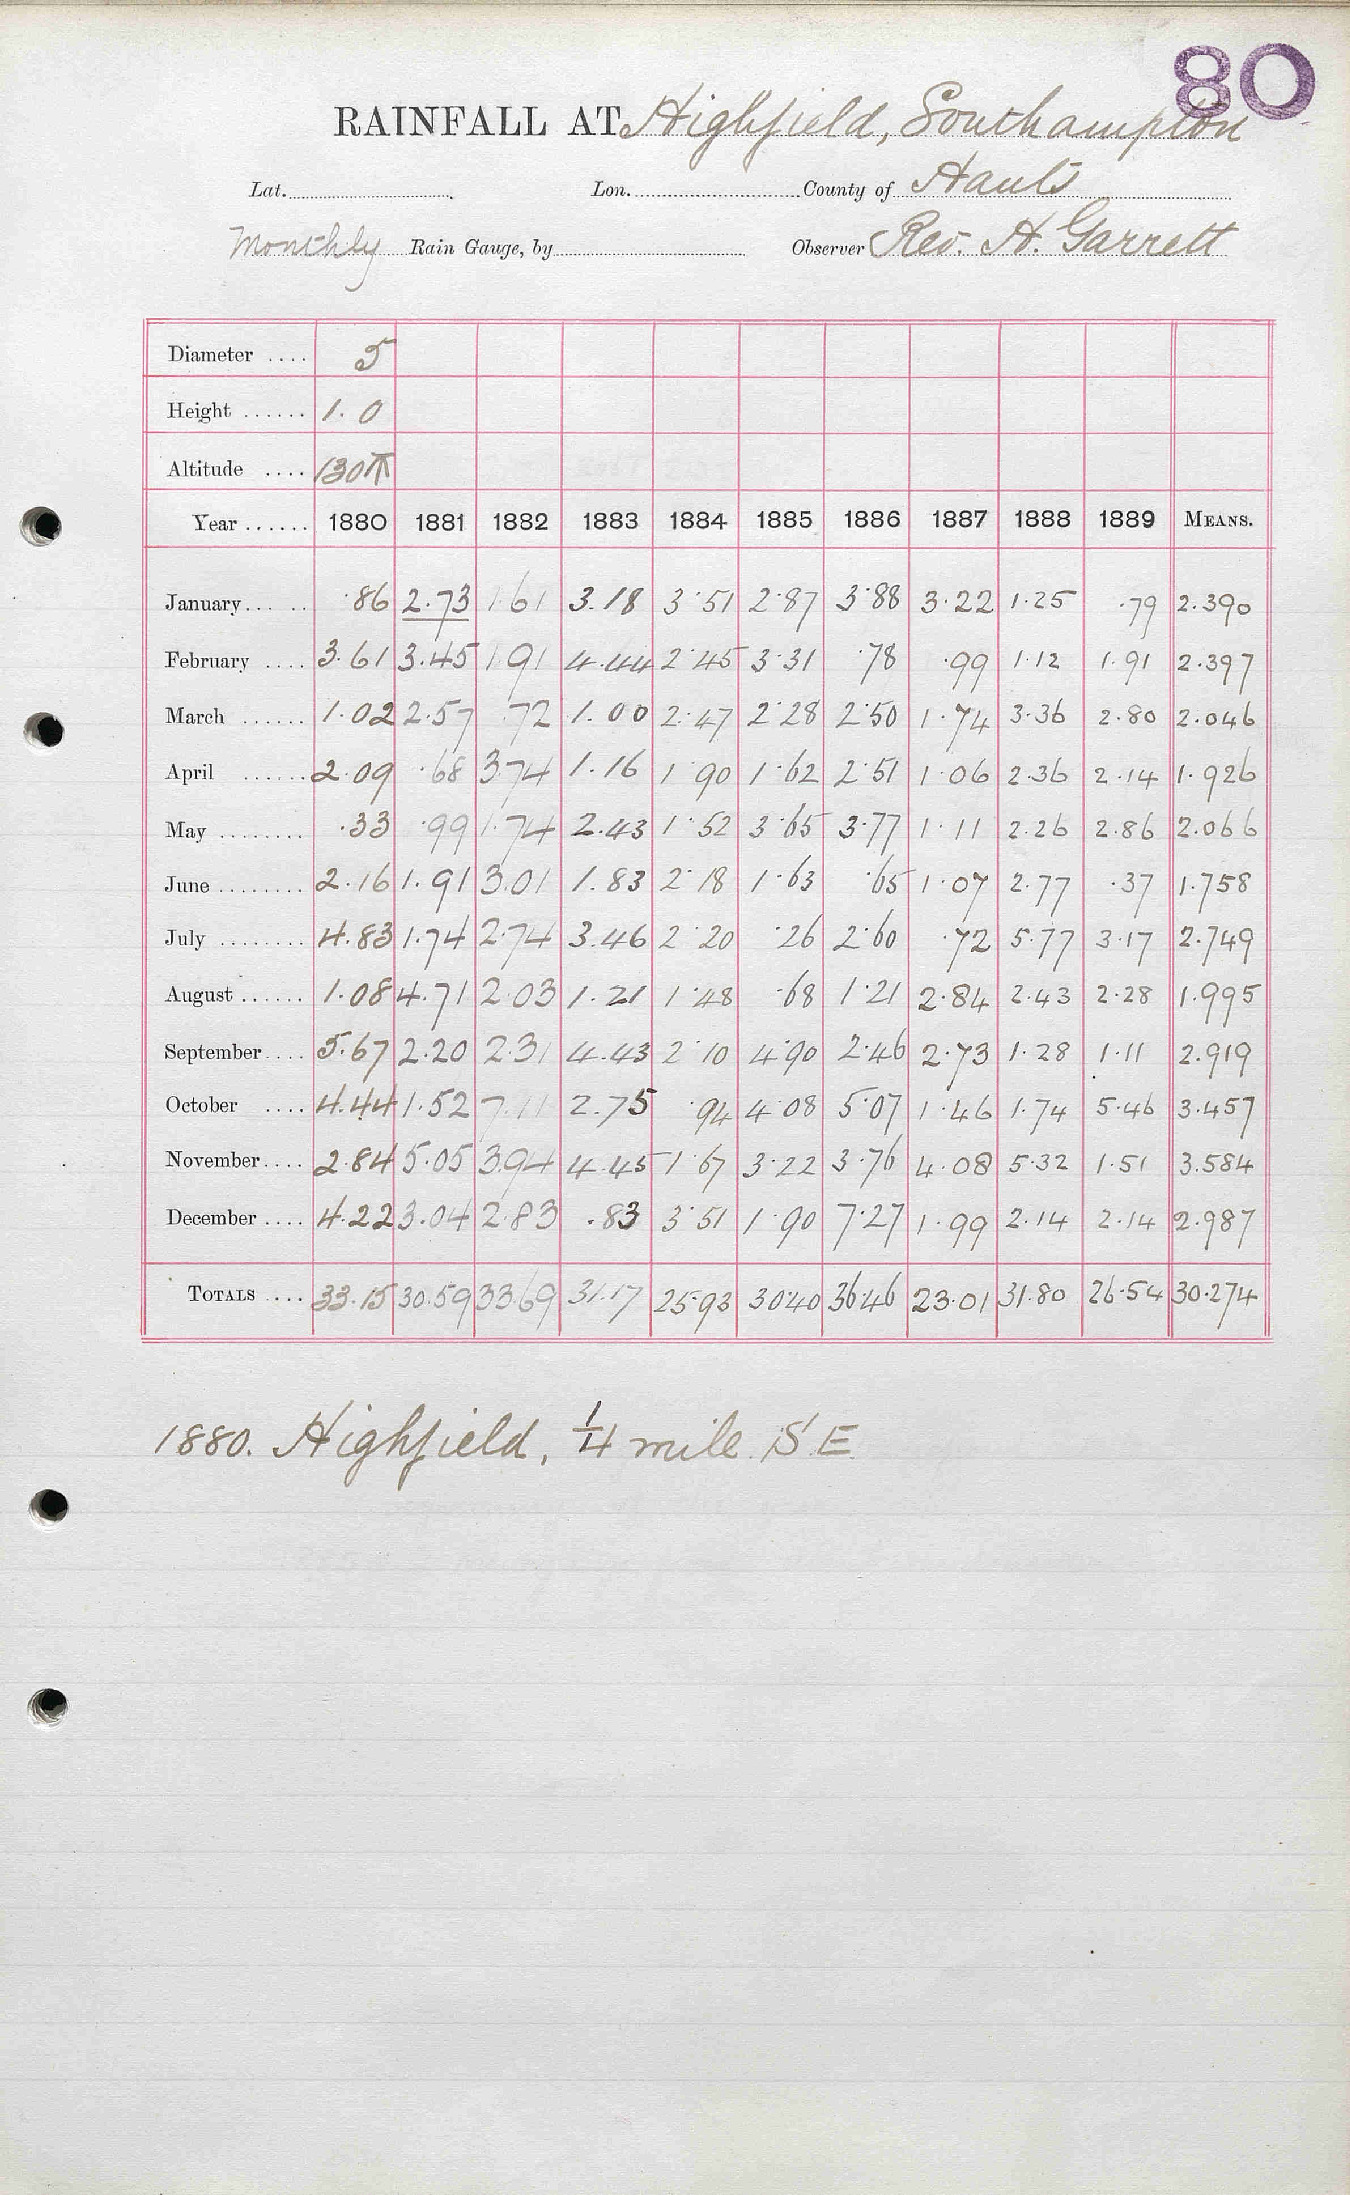 80
RAINFALL AT Highfield, Southampton
Lat. Lon. County of Hants
Monthly Rain Gauge, by Observer Rev. H. Garrett
Diameter .... 5
Height ...... 1.0
Altitude .... 130 T
Year ...... 1880 1881 1882 1883 1884 1885 1886 1887 1888 1889 MEANS.
January ...... .86 2.73 1.61 3.18 3.51 2.87 3.88 3.22 1.25 .79 2.390
February .... 3.61 3.45 1.91 4.44 2.45 3.31 .78 .99 1.12 1.91 2.397
March ...... 1.02 2.57 .72 1.00 2.47 2.28 2.50 1.74 3.36 2.80 2.046
April ...... 2.09 .68 3.74 1.16 1.90 1.62 2.51 1.06 2.36 2.14 1.926
May ........ .33 .99 1.74 2.43 1.52 3.65 3.77 1.11 2.26 2.86 2.066
June ........ 2.16 1.91 3.01 1.83 2.18 1.63 .65 1.07 2.77 .37 1.758
July ........ 4.83 1.74 2.74 3.46 2.20 .26 2.60 .72 5.77 3.17 2.749
August ...... 1.08 4.71 2.03 1.21 1.48 .68 1.21 2.84 2.43 2.28 1.995
September .... 5.67 2.20 2.31 4.43 2.10 4.90 2.46 2.73 1.28 1.11 2.919
October .... 4.44 1.52 7.11 2.75 .94 4.08 5.07 1.46 1.74 5.46 3.457
November .... 2.84 5.05 3.94 4.45 1.67 3.22 3.76 4.08 5.32 1.51 3.584
December .... 4.22 3.04 2.83 .83 3.51 1.90 7.27 1.99 2.14 2.14 2.987
TOTALS .... 33.15 30.59 33.69 31.17 25.93 30.40 36.46 23.01 31.80 26.54 30.274
1880. Highfield, 1/4 mile S E